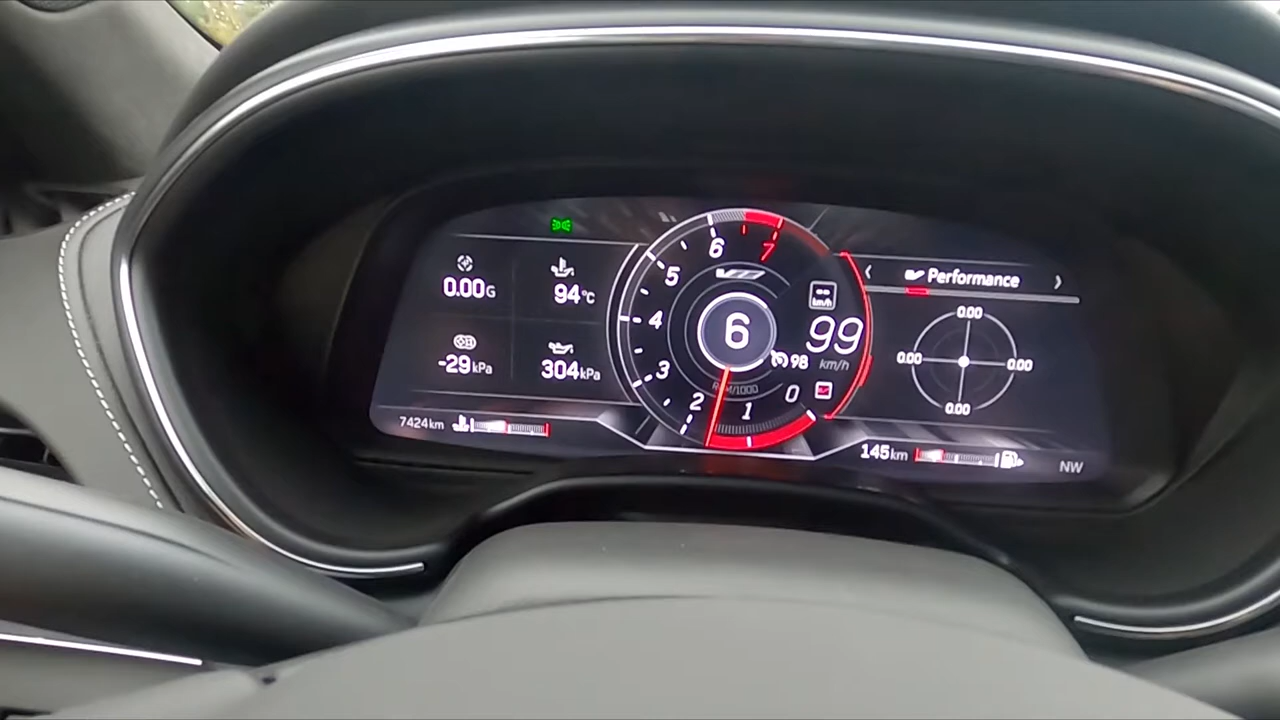 0.00G
94°C
-29kPa
304kPa
7424km
7
6
5
4
3
2
1
0
6
RPM/1000
-- km/h
99
km/h
98
Performance
0.00
0.00
0.00
0.00
145km
NW